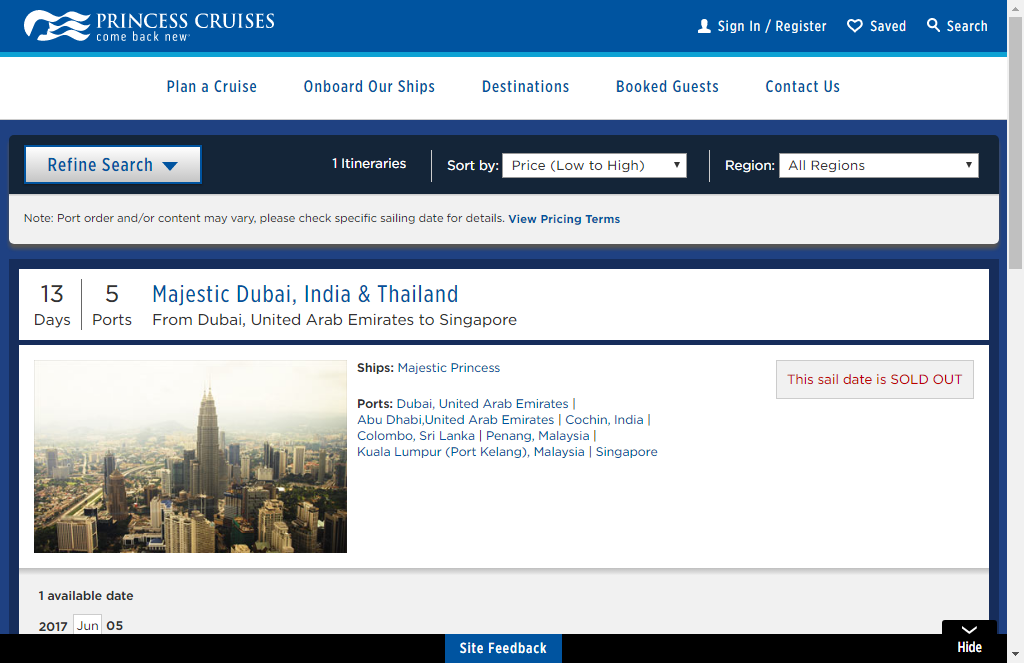 PRINCESS CRUISES
come back new
Sign In / Register
Saved
Search
Plan a Cruise
Onboard Our Ships
Destinations
Booked Guests
Contact Us
Refine Search
1 Itineraries
Sort by: Price (Low to High)
Region: All Regions
Note: Port order and/or content may vary, please check specific sailing date for details. View Pricing Terms
13 Days
5 Ports
Majestic Dubai, India & Thailand
From Dubai, United Arab Emirates to Singapore
Ships: Majestic Princess
This sail date is SOLD OUT
Ports: Dubai, United Arab Emirates |
Abu Dhabi,United Arab Emirates | Cochin, India |
Colombo, Sri Lanka | Penang, Malaysia |
Kuala Lumpur (Port Kelang), Malaysia | Singapore
1 available date
2017 Jun 05
Site Feedback
Hide